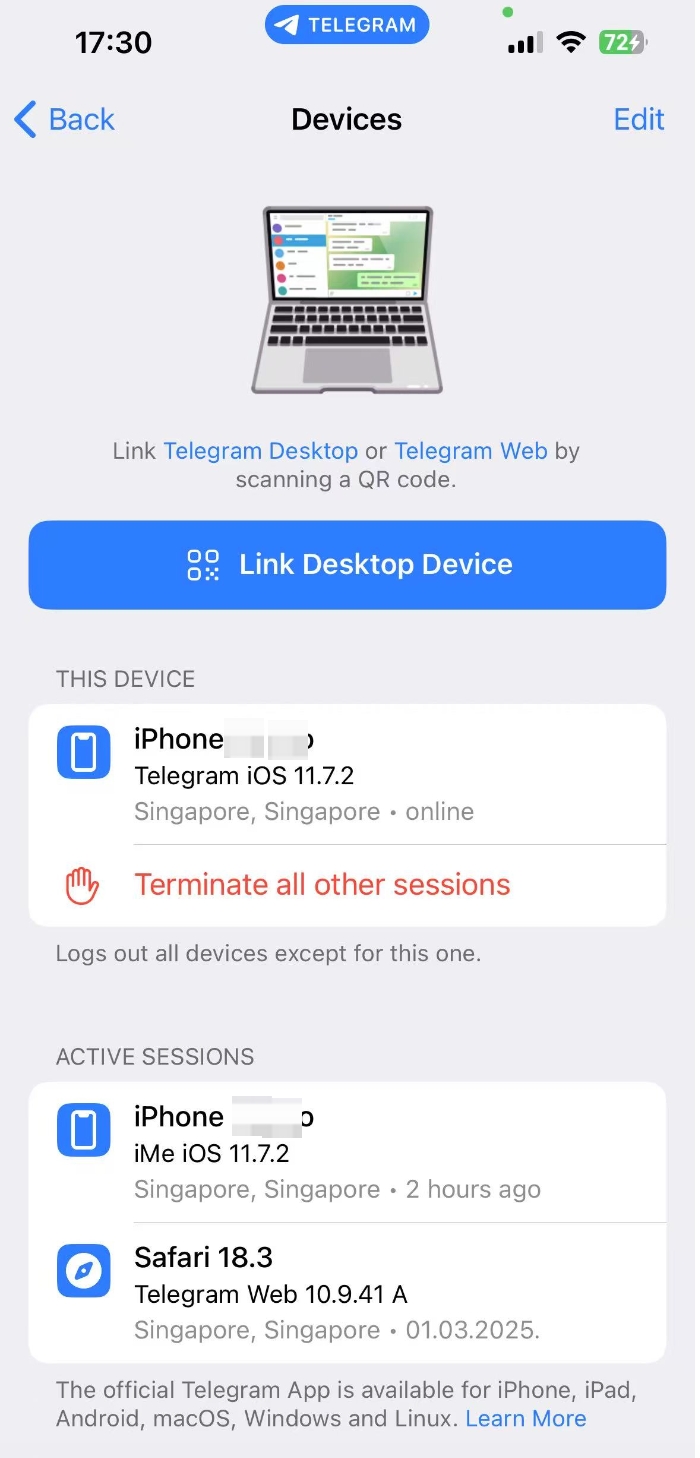 17:30
TELEGRAM
72
Back
Devices
Edit
Link Telegram Desktop or Telegram Web by
scanning a QR code.
Link Desktop Device
THIS DEVICE
iPhone
Telegram iOS 11.7.2
Singapore, Singapore • online
Terminate all other sessions
Logs out all devices except for this one.
ACTIVE SESSIONS
iPhone
iMe iOS 11.7.2
Singapore, Singapore • 2 hours ago
Safari 18.3
Telegram Web 10.9.41 A
Singapore, Singapore • 01.03.2025.
The official Telegram App is available for iPhone, iPad,
Android, macOS, Windows and Linux. Learn More